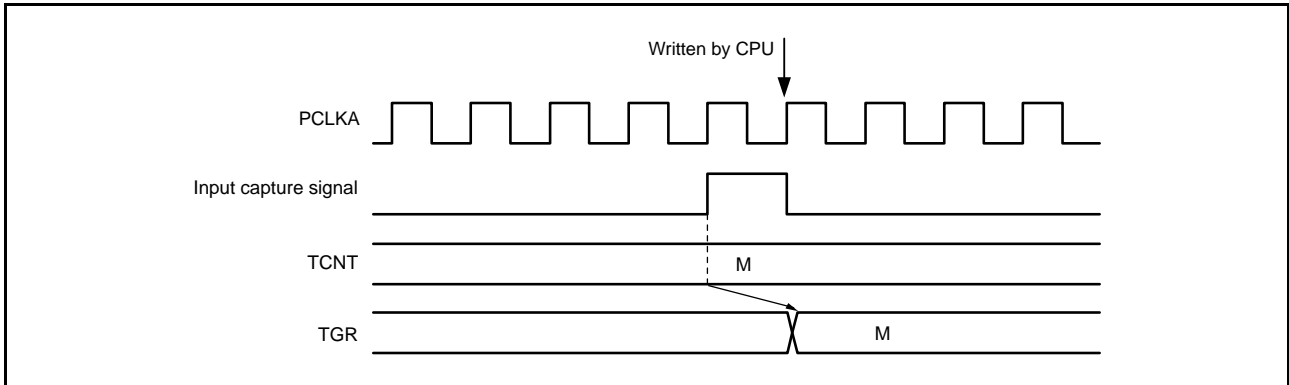 Written by CPU
PCLKA
Input capture signal
TCNT
M
TGR
M